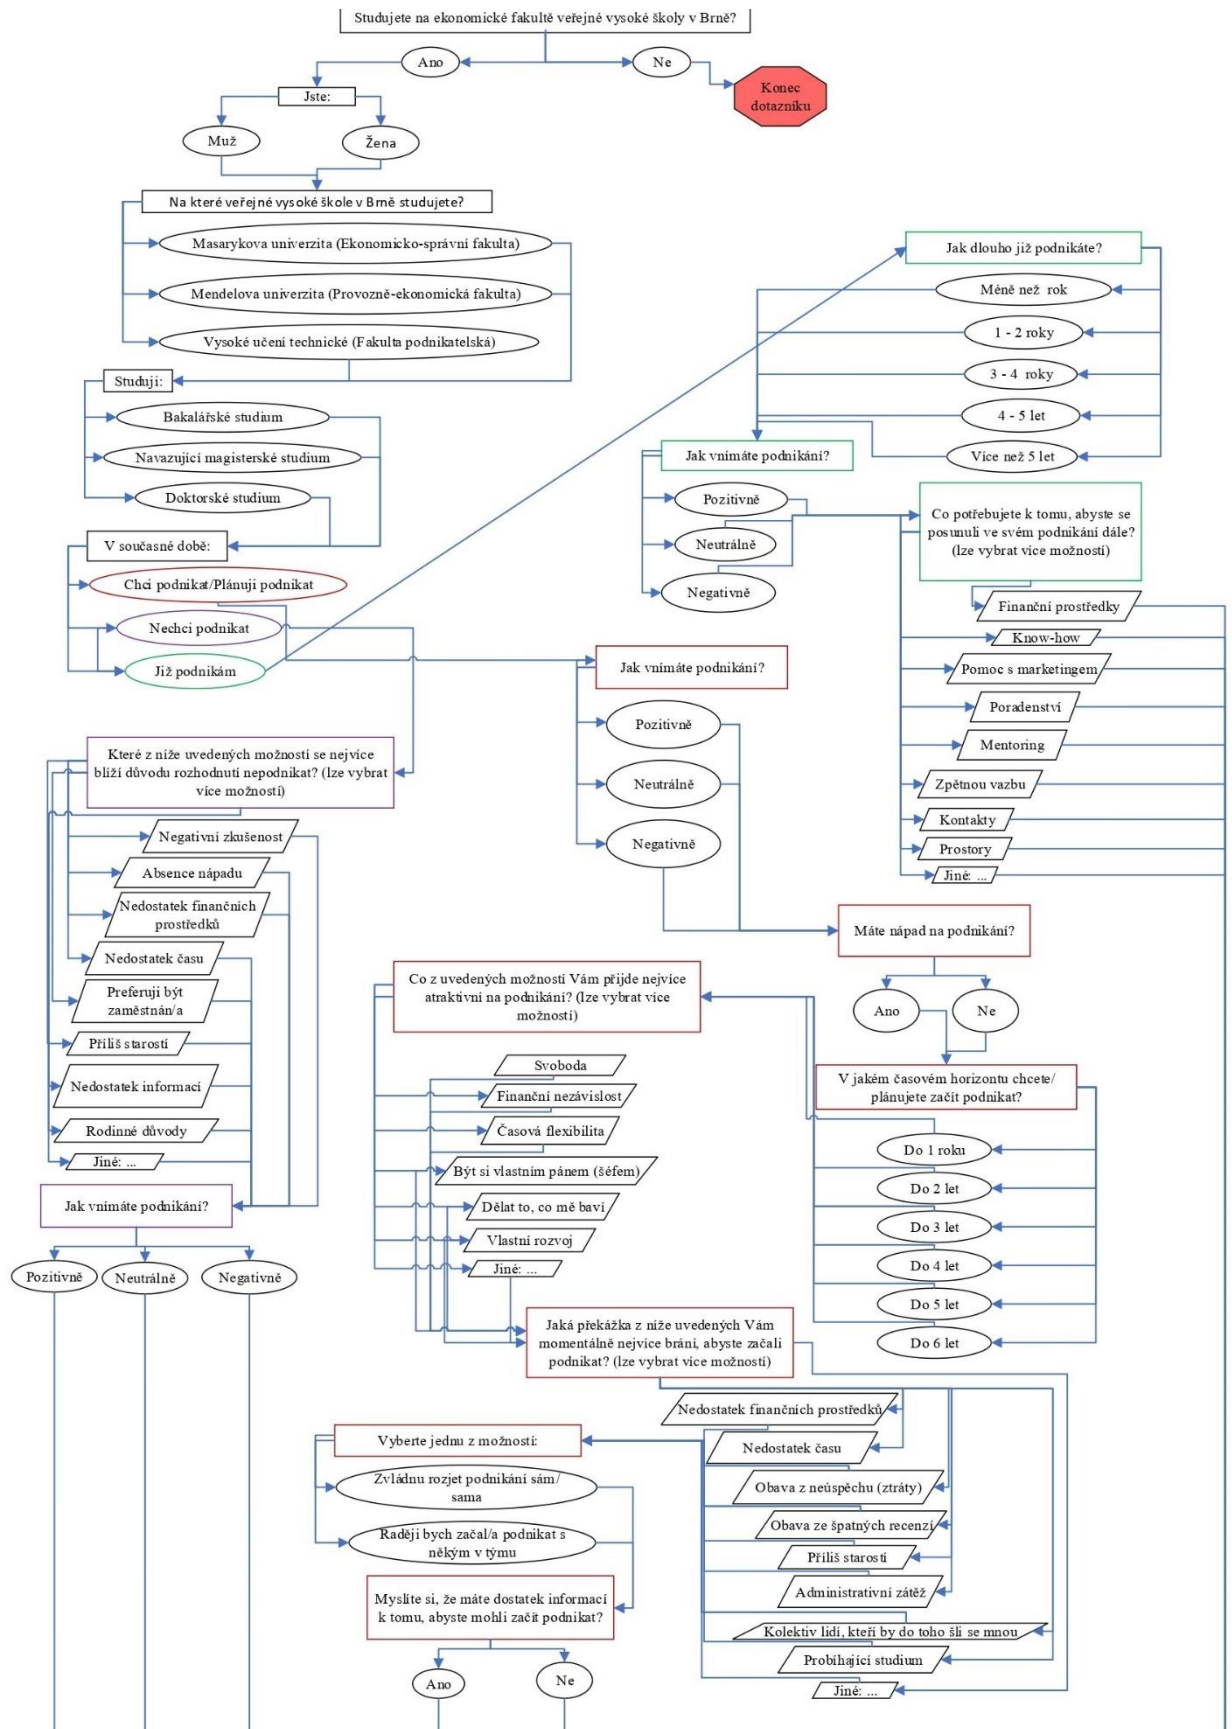 Studujete na ekonomické fakultě veřejné vysoké školy v Brně?
Ano
Ne
Konec
dotazníku
Jste:
Muž
Žena
Na které veřejné vysoké škole v Brně studujete?
Masarykova univerzita (Ekonomicko-správní fakulta)
Mendelova univerzita (Provozně-ekonomická fakulta)
Vysoké učení technické (Fakulta podnikatelská)
Studuji:
Bakalářské studium
Navazující magisterské studium
Doktorské studium
V současné době:
Chci podnikat/Plánuji podnikat
Nechci podnikat
Již podnikám
Jak dlouho již podnikáte?
Méně než rok
1 - 2 roky
3 - 4 roky
4 - 5 let
Více než 5 let
Jak vnímáte podnikání?
Pozitivně
Neutrálně
Negativně
Co potřebujete k tomu, abyste se
posunuli ve svém podnikání dále?
(lze vybrat více možností)
Finanční prostředky
Know-how
Pomoc s marketingem
Poradenství
Mentoring
Zpětnou vazbu
Kontakty
Prostory
Jiné: ...
Jak vnímáte podnikání?
Pozitivně
Neutrálně
Negativně
Které z níže uvedených možností se nejvíce
blíží důvodu rozhodnutí nepodnikat? (lze vybrat
více možností)
Negativní zkušenost
Absence nápadu
Nedostatek finančních
prostředků
Nedostatek času
Preferuji být
zaměstnán/a
Příliš starostí
Nedostatek informací
Rodinné důvody
Jiné: ...
Jak vnímáte podnikání?
Pozitivně
Neutrálně
Negativně
Máte nápad na podnikání?
Ano
Ne
V jakém časovém horizontu chcete/
plánujete začít podnikat?
Do 1 roku
Do 2 let
Do 3 let
Do 4 let
Do 5 let
Do 6 let
Co z uvedených možností Vám přijde nejvíce
atraktivní na podnikání? (lze vybrat více
možností)
Svoboda
Finanční nezávislost
Časová flexibilita
Být si vlastním pánem (šéfem)
Dělat to, co mě baví
Vlastní rozvoj
Jiné: ...
Jaká překážka z níže uvedených Vám
momentálně nejvíce brání, abyste začali
podnikat? (lze vybrat více možností)
Nedostatek finančních prostředků
Nedostatek času
Obava z neúspěchu (ztráty)
Obava ze špatných recenzí
Příliš starostí
Administrativní zátěž
Kolektiv lidí, kteří by do toho šli se mnou
Probíhající studium
Jiné: ...
Vyberte jednu z možností:
Zvládnu rozjet podnikání sám/
sama
Raději bych začal/a podnikat s
někým v týmu
Myslíte si, že máte dostatek informací
k tomu, abyste mohli začít podnikat?
Ano
Ne